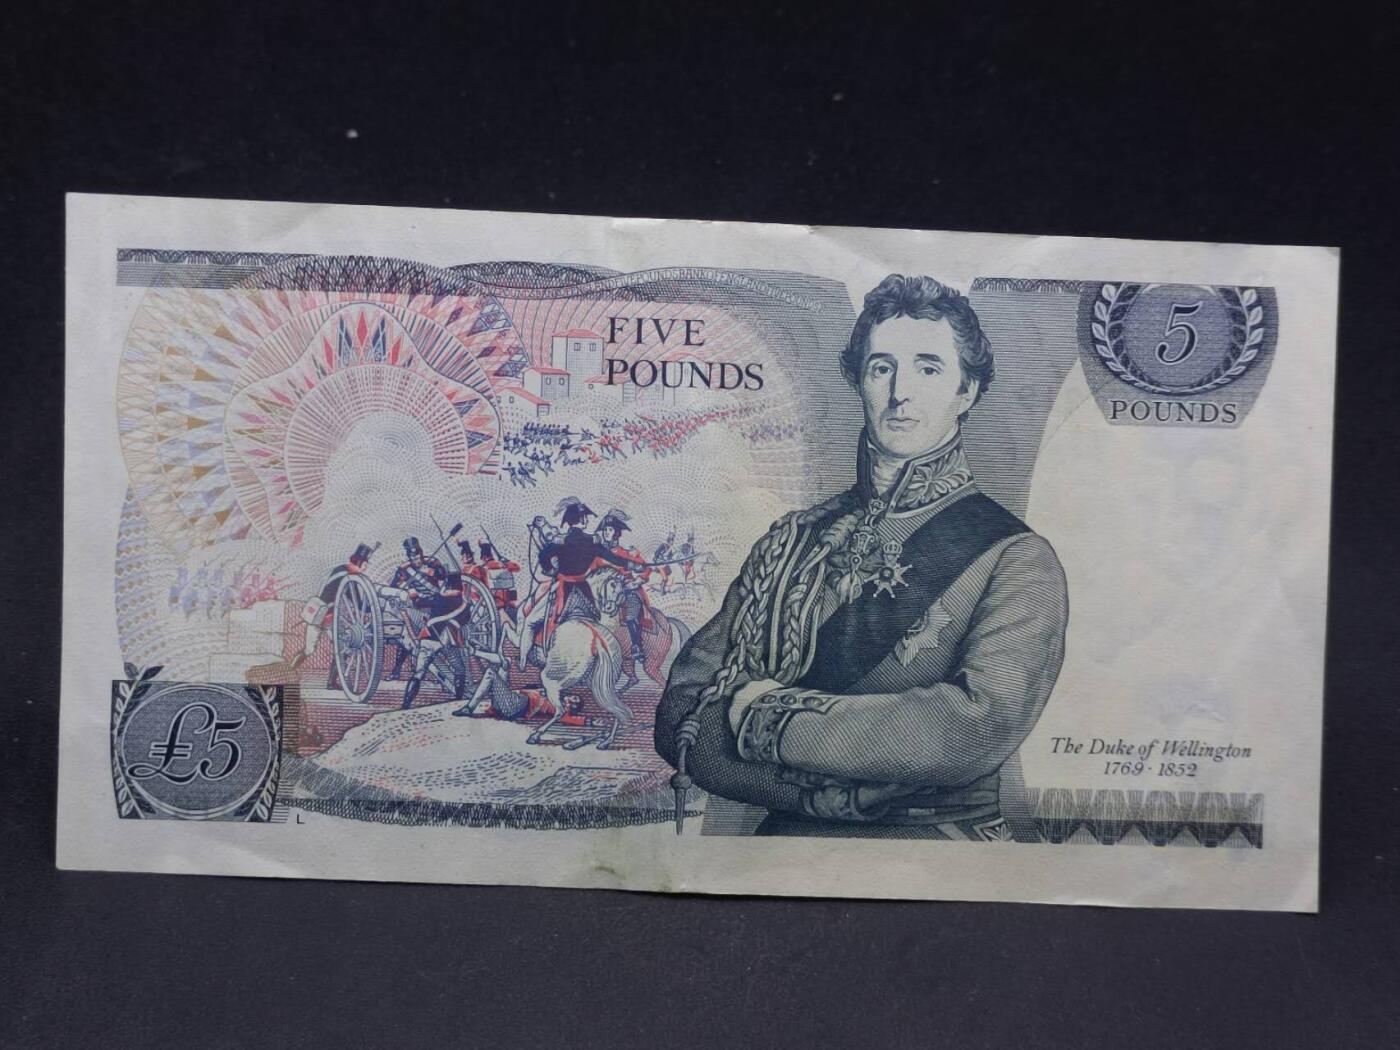 FIVE
POUNDS
5
POUNDS
The Duke of Wellington
1769 · 1852
£5
L